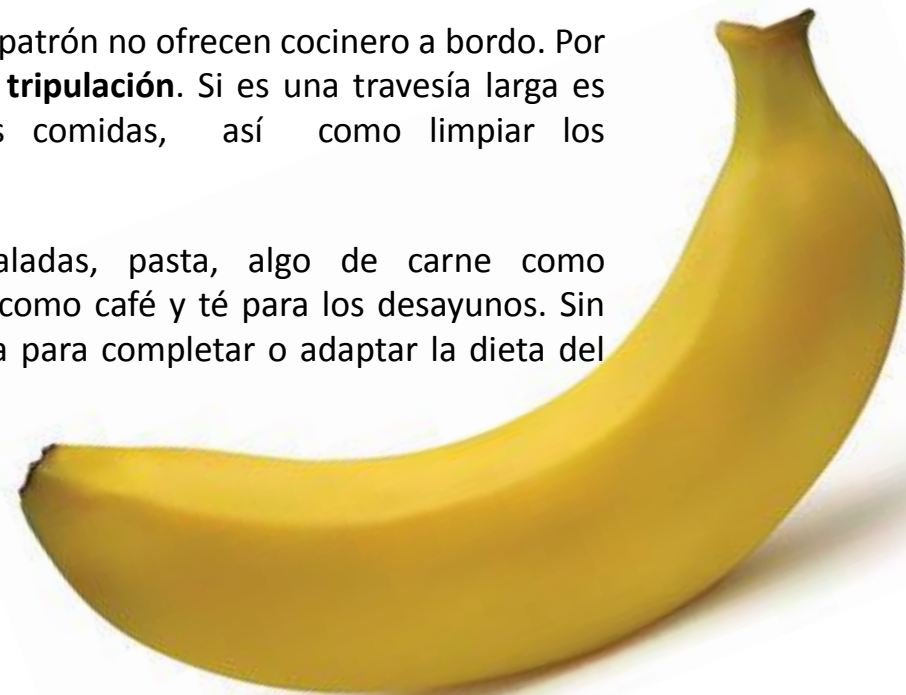 patrón no ofrecen cocinero a bordo. Por
tripulación. Si es una travesía larga es
comidas, así como limpiar los
pasta, algo de carne como
como café y té para los desayunos. Sin
para completar o adaptar la dieta del